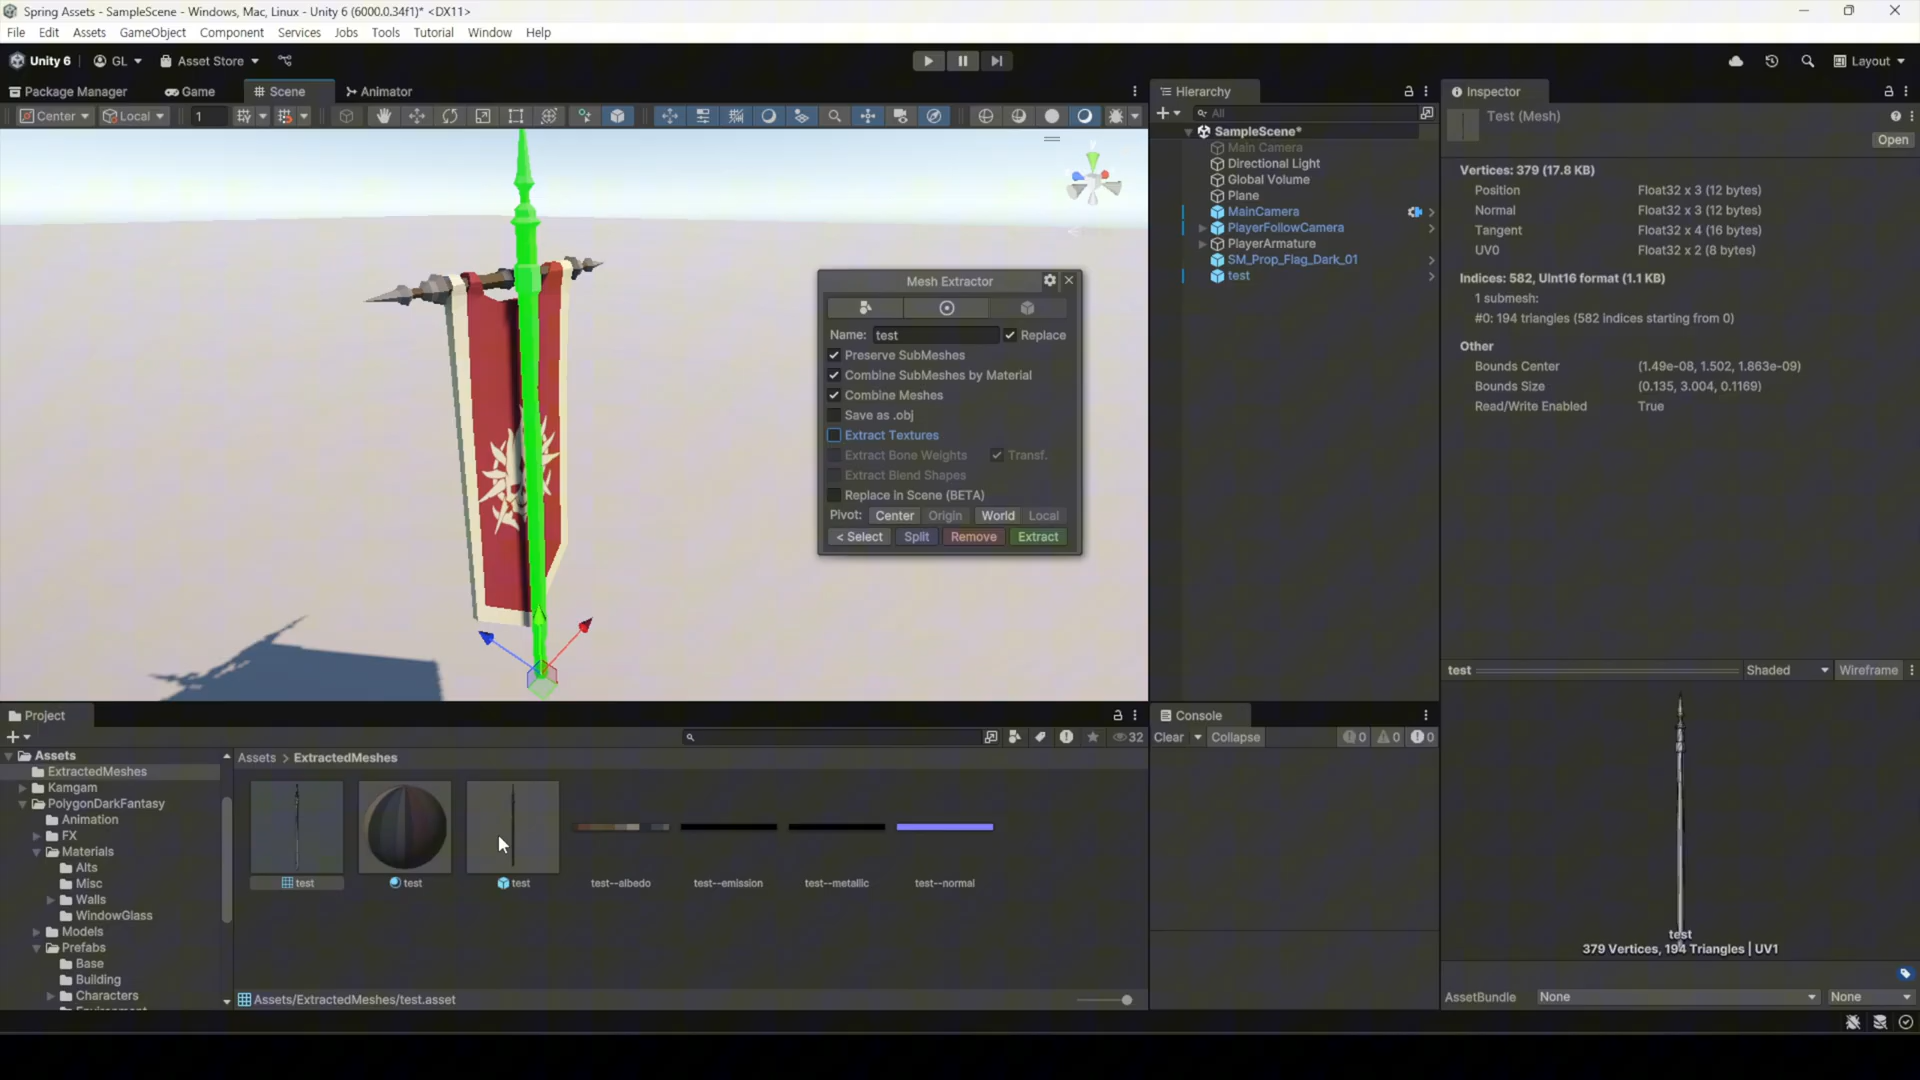 Spring Assets - SampleScene - Windows, Mac, Linux - Unity 6 (6000.0.34f1)* <DX11>
File Edit Assets GameObject Component Services Jobs Tools Tutorial Window Help
Unity 6 GL Asset Store Layout
Package Manager Game Scene Animator
Center Local 1
Hierarchy
All
SampleScene*
Main Camera
Directional Light
Global Volume
Plane
MainCamera
PlayerFollowCamera
PlayerArmature
SM_Prop_Flag_Dark_01
test
Inspector
Test (Mesh)
Open
Vertices: 379 (17.8 KB)
Position Float32 x 3 (12 bytes)
Normal Float32 x 3 (12 bytes)
Tangent Float32 x 4 (16 bytes)
UV0 Float32 x 2 (8 bytes)
Indices: 582, UInt16 format (1.1 KB)
1 submesh:
#0: 194 triangles (582 indices starting from 0)
Other
Bounds Center (1.49e-08, 1.502, 1.863e-09)
Bounds Size (0.135, 3.004, 0.1169)
Read/Write Enabled True
Mesh Extractor
Name: test Replace
Preserve SubMeshes
Combine SubMeshes by Material
Combine Meshes
Save as .obj
Extract Textures
Extract Bone Weights Transf.
Extract Blend Shapes
Replace in Scene (BETA)
Pivot: Center Origin World Local
< Select Split Remove Extract
test Shaded Wireframe
test
379 Vertices, 194 Triangles | UV1
AssetBundle None None
Project
32
Assets
ExtractedMeshes
Kamgam
PolygonDarkFantasy
Animation
FX
Materials
Alts
Misc
Walls
WindowGlass
Models
Prefabs
Base
Building
Characters
Assets > ExtractedMeshes
test test test test--albedo test--emission test--metallic test--normal
Assets/ExtractedMeshes/test.asset
Console
Clear Collapse 0 0 0